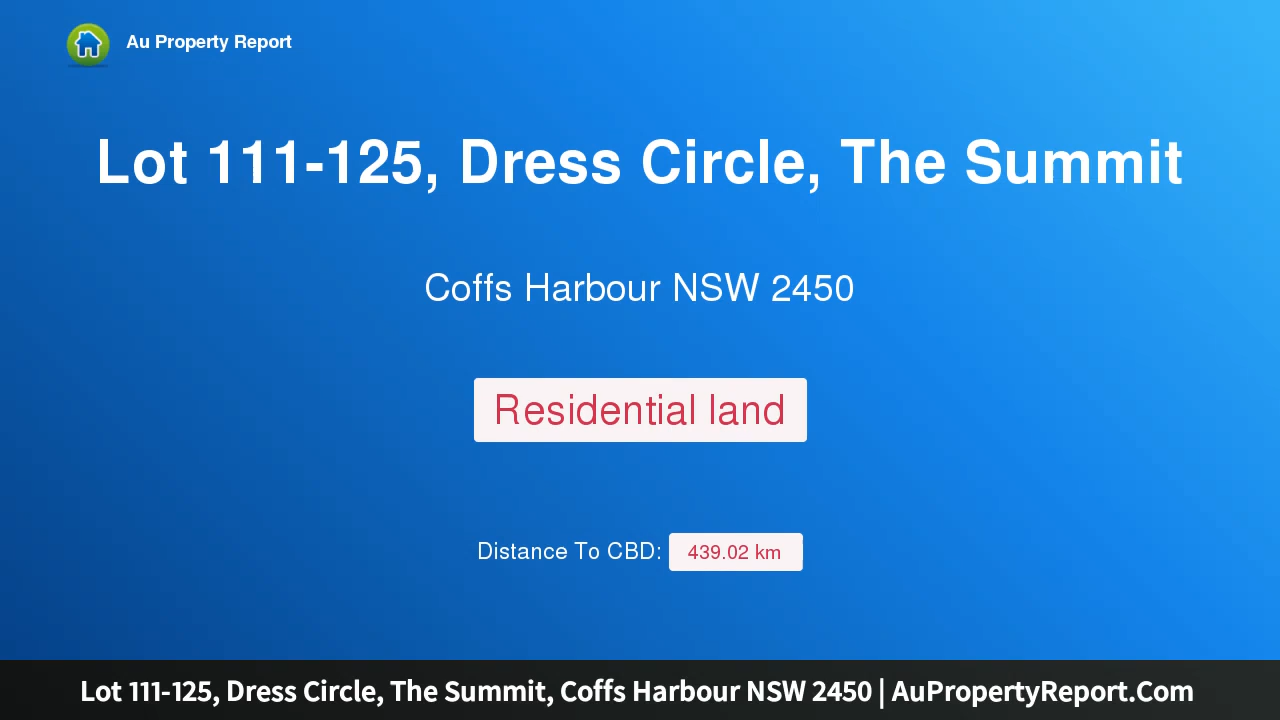 Au Property Report
Lot 111-125, Dress Circle, The Summit
Coffs Harbour NSW 2450
Residential land
Distance To CBD: 439.02 km
Lot 111-125, Dress Circle, The Summit, Coffs Harbour NSW 2450 | AuPropertyReport.Com